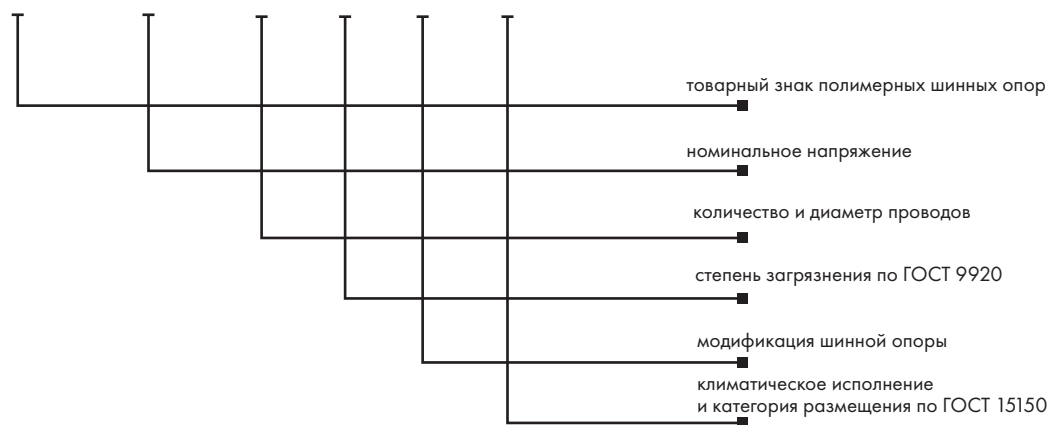 товарный знак полимерных шинных опор
номинальное напряжение
количество и диаметр проводов
степень загрязнения по ГОСТ 9920
модификация шинной опоры
климатическое исполнение
и категория размещения по ГОСТ 15150